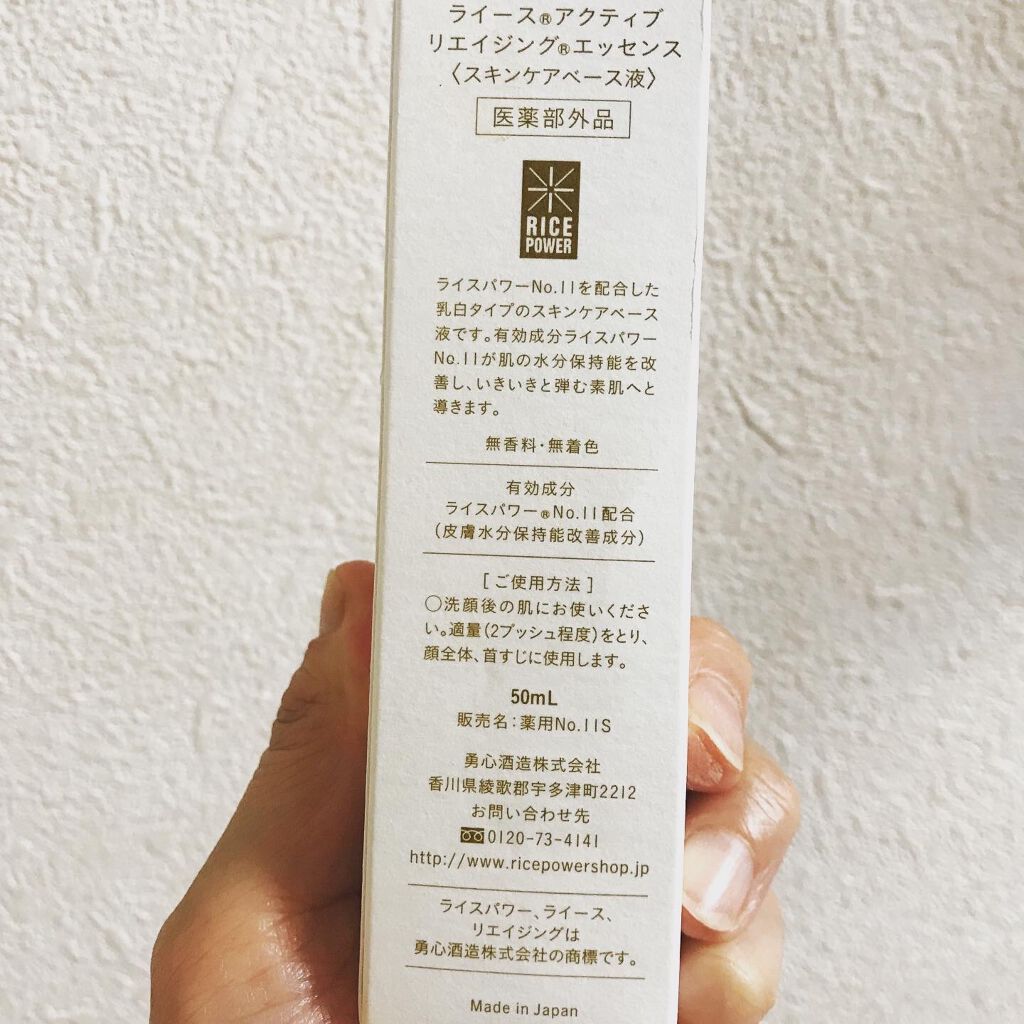 ライース®アクティブ
リエイジング®エッセンス
〈スキンケアベース液〉
医薬部外品
RICE
POWER
ライスパワーNo.11を配合した
乳白タイプのスキンケアベース
液です。有効成分ライスパワー
No.11が肌の水分保持能を改
善し、いきいきと弾む素肌へと
導きます。
無香料・無着色
有効成分
ライスパワー®No.11配合
(皮膚水分保持能改善成分)
[ご使用方法]
○洗顔後の肌にお使いくださ
い。適量(2プッシュ程度)をとり、
顔全体、首すじに使用します。
50mL
販売名:薬用No.11S
勇心酒造株式会社
香川県綾歌郡宇多津町2212
お問い合わせ先
0120-73-4141
http://www.ricepowershop.jp
ライスパワー、ライース、
リエイジングは
勇心酒造株式会社の商標です。
Made in Japan